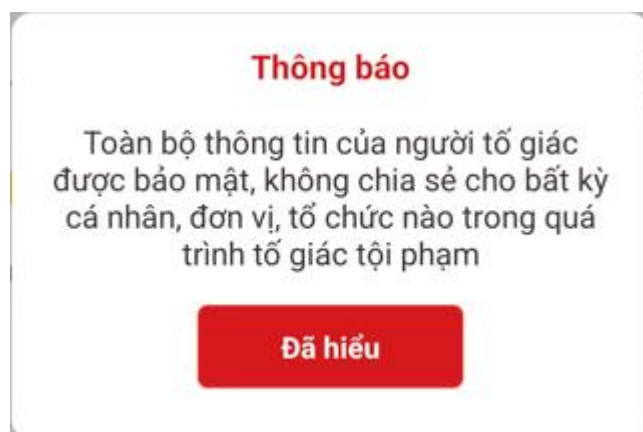 Thông báo
Toàn bộ thông tin của người tố giác
được bảo mật, không chia sẻ cho bất kỳ
cá nhân, đơn vị, tổ chức nào trong quá
trình tố giác tội phạm
Đã hiểu